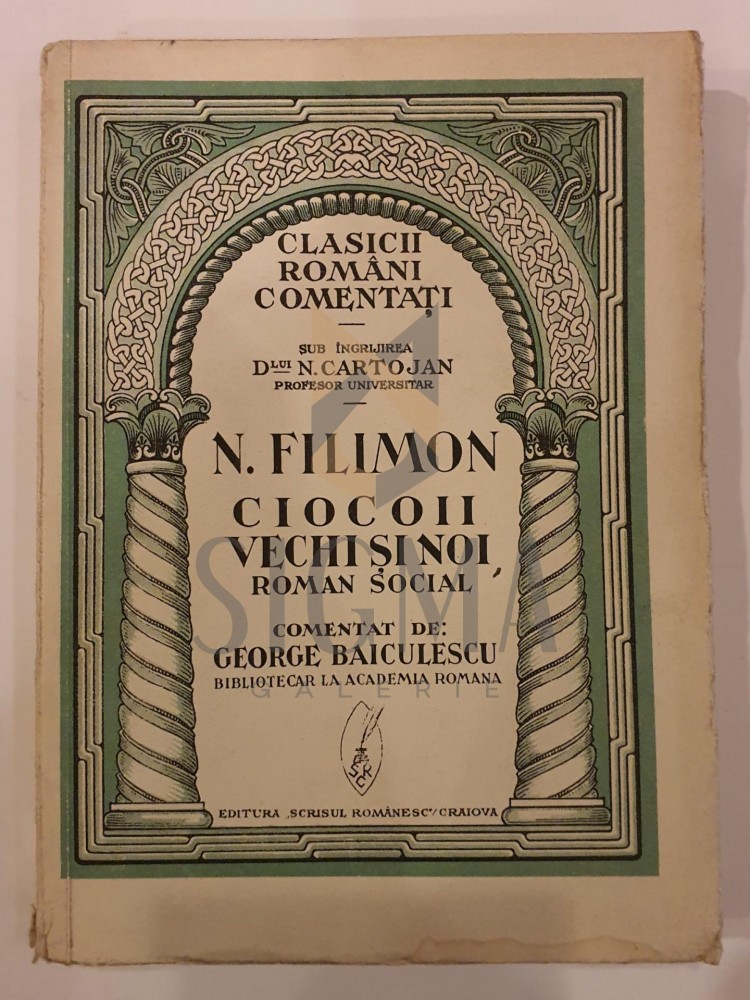 CLASICII
ROMÂNI
COMENTAȚI
SUB ÎNGRIJIREA
DLUI N. CARTOJAN
PROFESOR UNIVERSITAR
N. FILIMON
CIOCOII
VECHI ȘI NOI
ROMAN SOCIAL
SIGMA
COMENTAT DE:
GEORGE BAICULESCU
BIBLIOTECAR LA ACADEMIA ROMANA
GALERIE
SRC
EDITURA „SCRISUL ROMÂNESC”/CRAIOVA